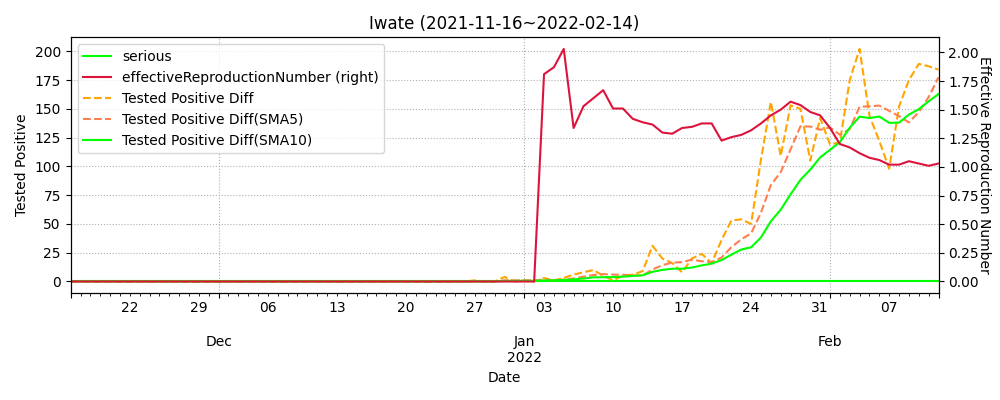 Iwate (2021-11-16~2022-02-14)
serious
effectiveReproductionNumber (right)
Tested Positive Diff
Tested Positive Diff(SMA5)
Tested Positive Diff(SMA10)
Tested Positive
200
175
150
125
100
75
50
25
0
2.00
1.75
1.50
1.25
1.00
0.75
0.50
0.25
0.00
Effective Reproduction Number
22 29 06 13 20 27 03 10 17 24 31 07
Dec Jan Feb
2022
Date